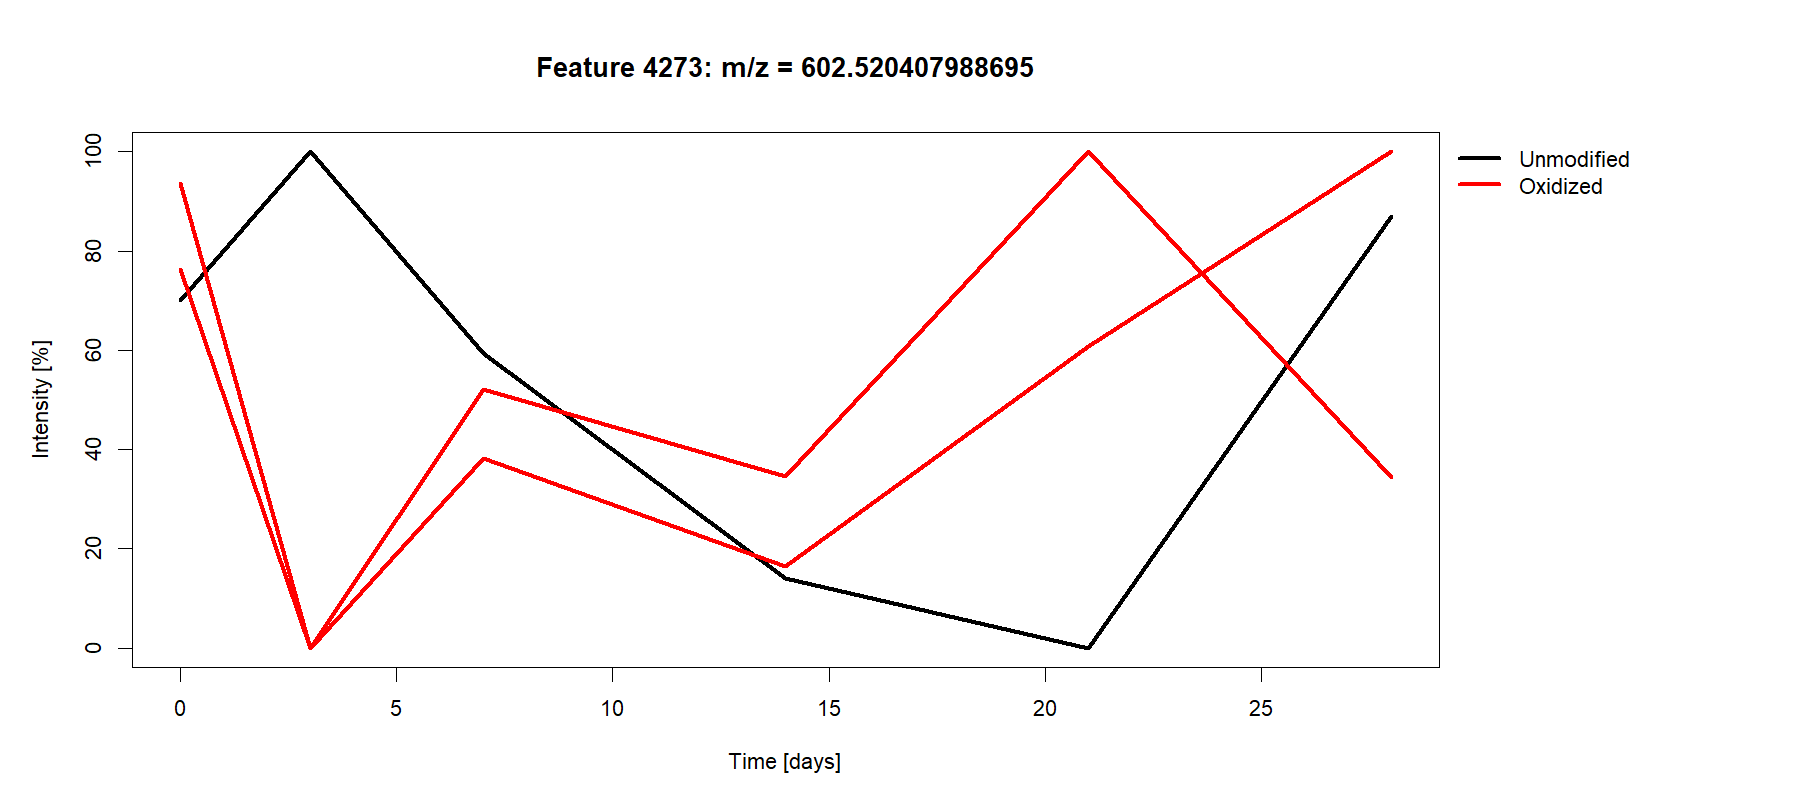 Feature 4273: m/z = 602.520407988695
Unmodified
Oxidized
Intensity [%]
100
80
60
40
20
0
0 5 10 15 20 25
Time [days]